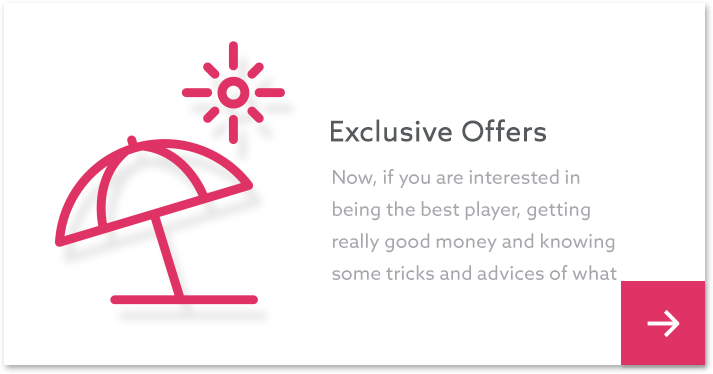 Exclusive Offers
Now, if you are interested in
being the best player, getting
really good money and knowing
some tricks and advices of what